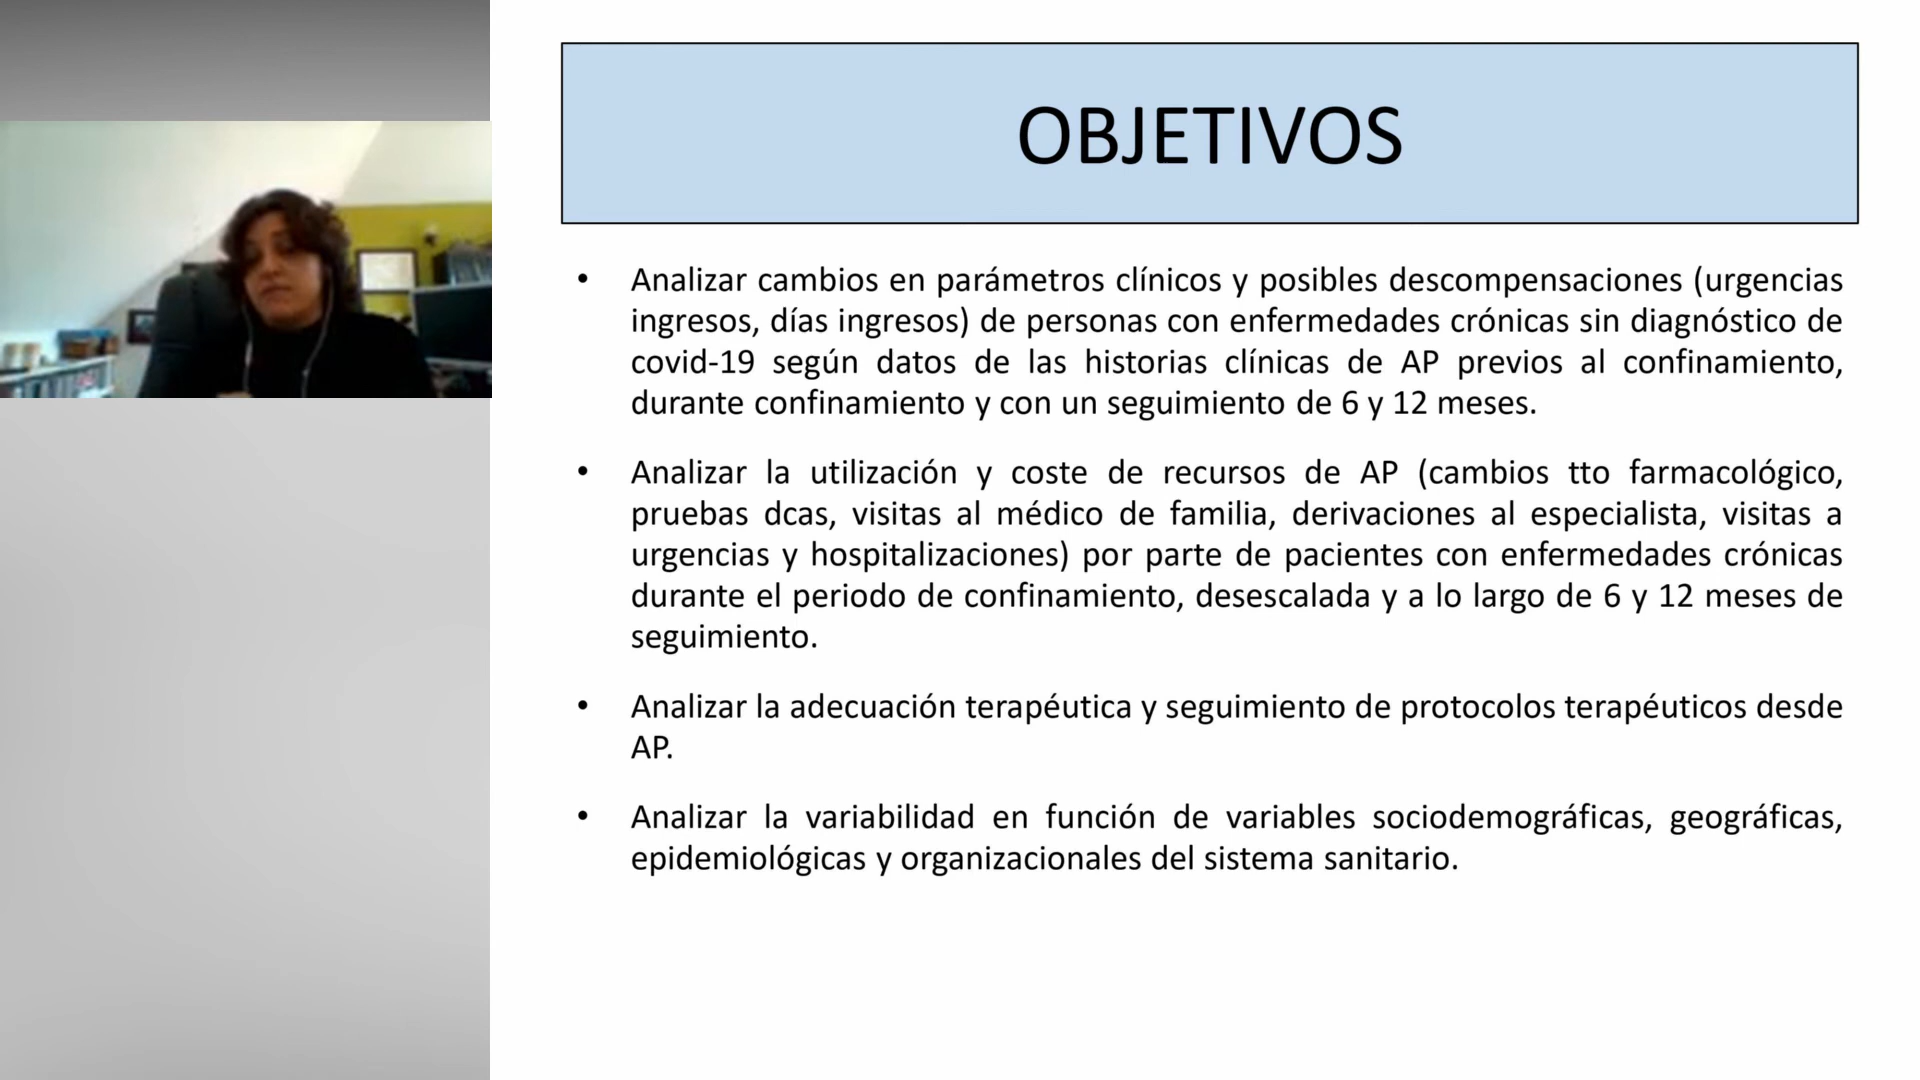 OBJETIVOS
• Analizar cambios en parámetros clínicos y posibles descompensaciones (urgencias
ingresos, días ingresos) de personas con enfermedades crónicas sin diagnóstico de
covid-19 según datos de las historias clínicas de AP previos al confinamiento,
durante confinamiento y con un seguimiento de 6 y 12 meses.
• Analizar la utilización y coste de recursos de AP (cambios tto farmacológico,
pruebas dcas, visitas al médico de familia, derivaciones al especialista, visitas a
urgencias y hospitalizaciones) por parte de pacientes con enfermedades crónicas
durante el periodo de confinamiento, desescalada y a lo largo de 6 y 12 meses de
seguimiento.
• Analizar la adecuación terapéutica y seguimiento de protocolos terapéuticos desde
AP.
• Analizar la variabilidad en función de variables sociodemográficas, geográficas,
epidemiológicas y organizacionales del sistema sanitario.